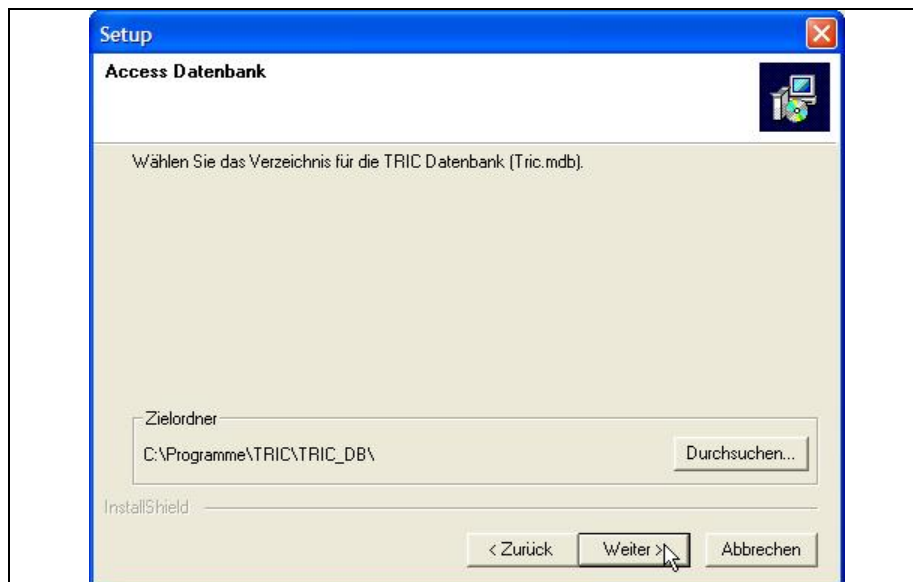 Setup
Access Datenbank
Wählen Sie das Verzeichnis für die TRIC Datenbank (Tric.mdb).
Zielordner
C:\Programme\TRIC\TRIC_DB\
Durchsuchen...
InstallShield
< Zurück
Weiter >
Abbrechen